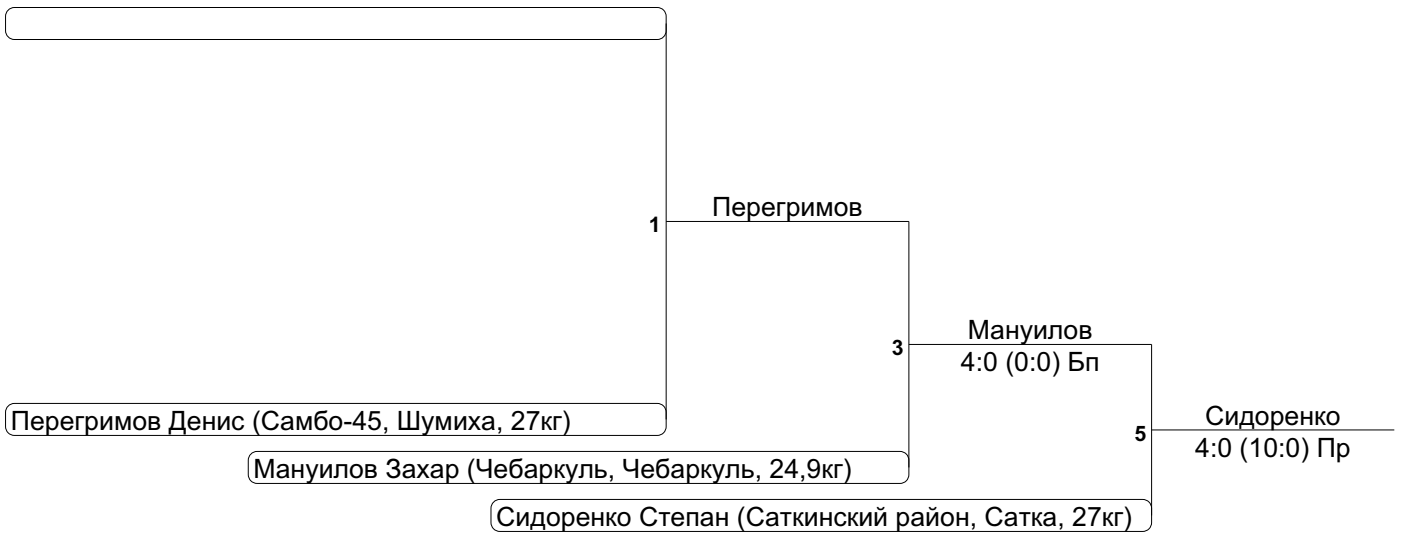 Перегримов
1
Мануилов
3
4:0 (0:0) Бп
Перегримов Денис (Самбо-45, Шумиха, 27кг)
Сидоренко
5
4:0 (10:0) Пр
Мануилов Захар (Чебаркуль, Чебаркуль, 24,9кг)
Сидоренко Степан (Саткинский район, Сатка, 27кг)